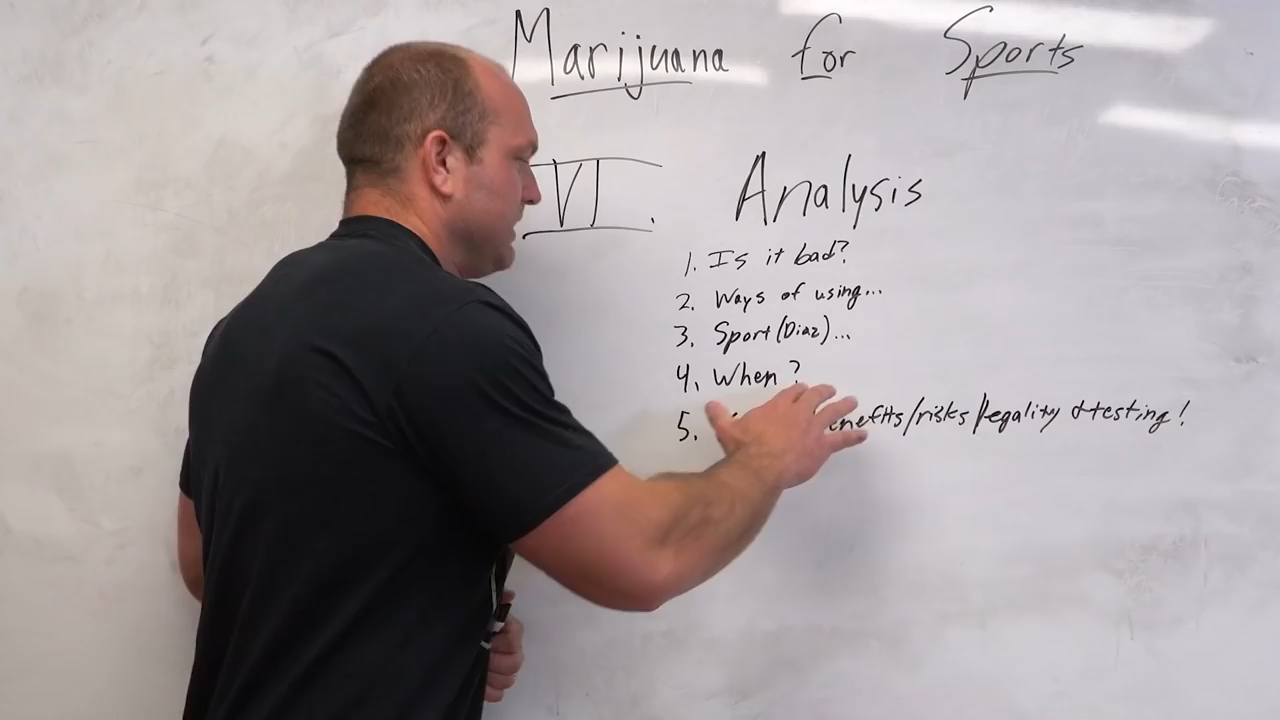 Marijuana for Sports
VI. Analysis
1. Is it bad?
2. Ways of using...
3. Sport (Diaz)...
4. When?
5. /risks/legality & testing!